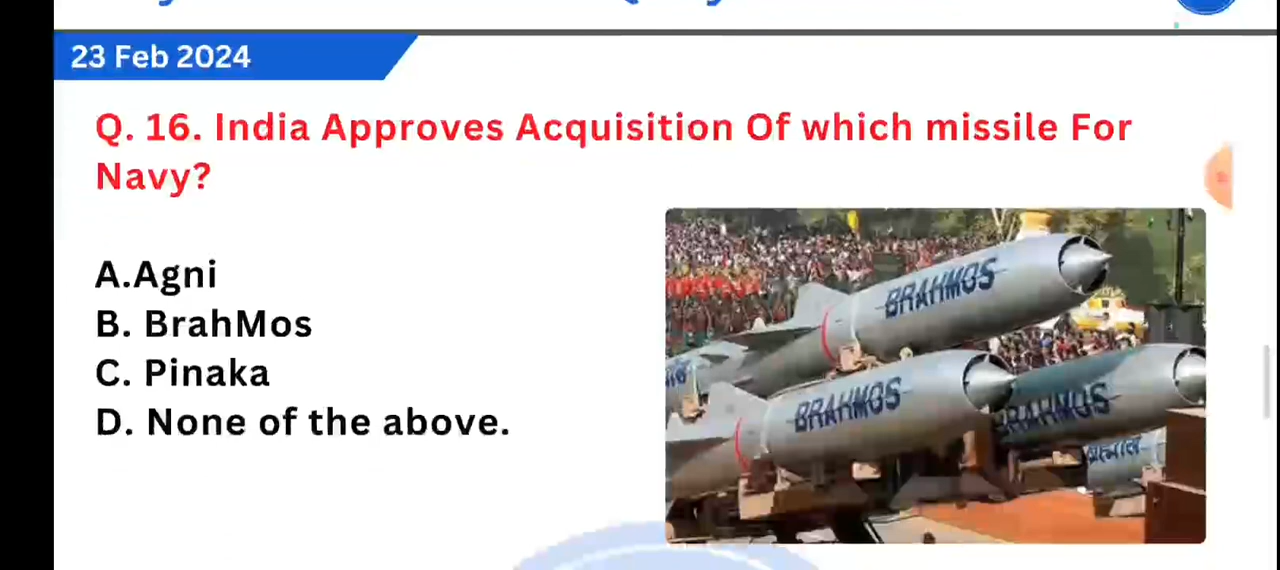 23 Feb 2024
Q. 16. India Approves Acquisition Of which missile For
Navy?
A.Agni
B. BrahMos
C. Pinaka
D. None of the above.
BRAHMOS
BRAHMOS
BRAHMOS